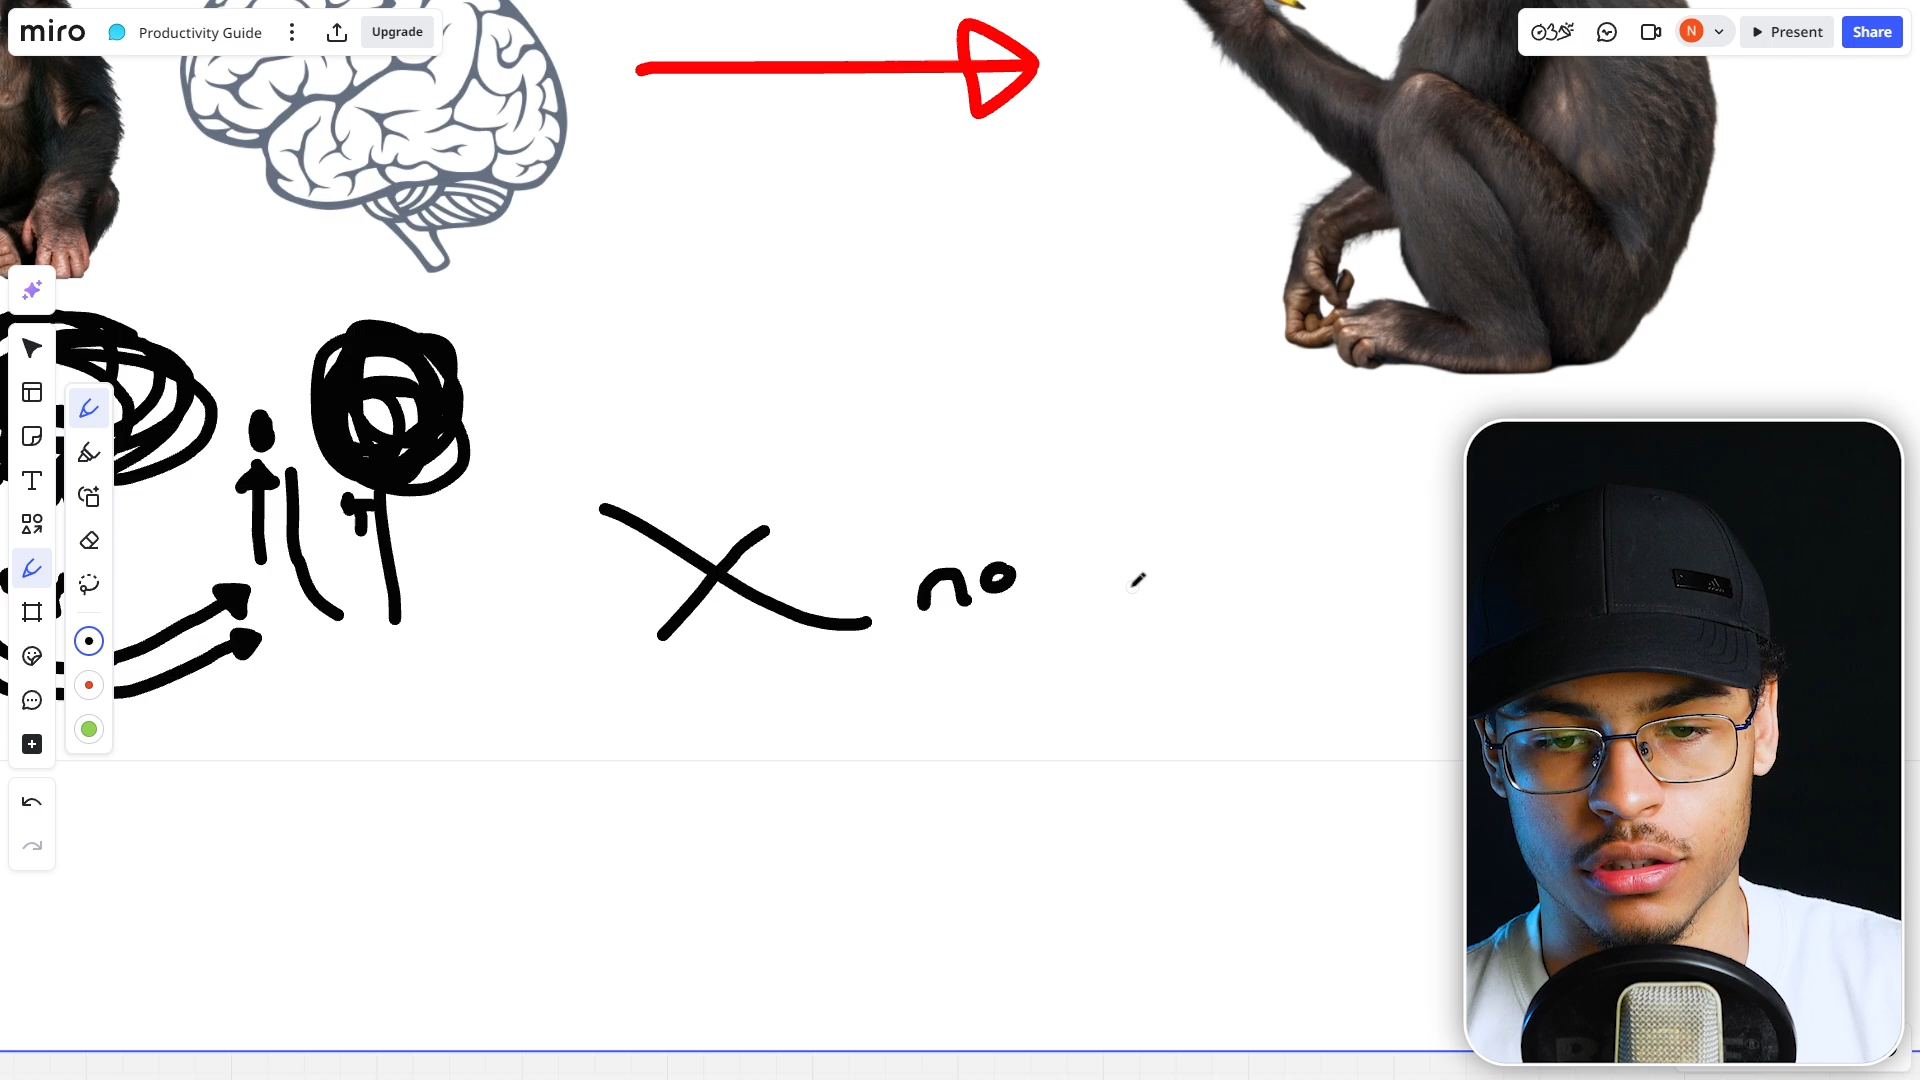 miro
Productivity Guide
Upgrade
N
Present
Share
no